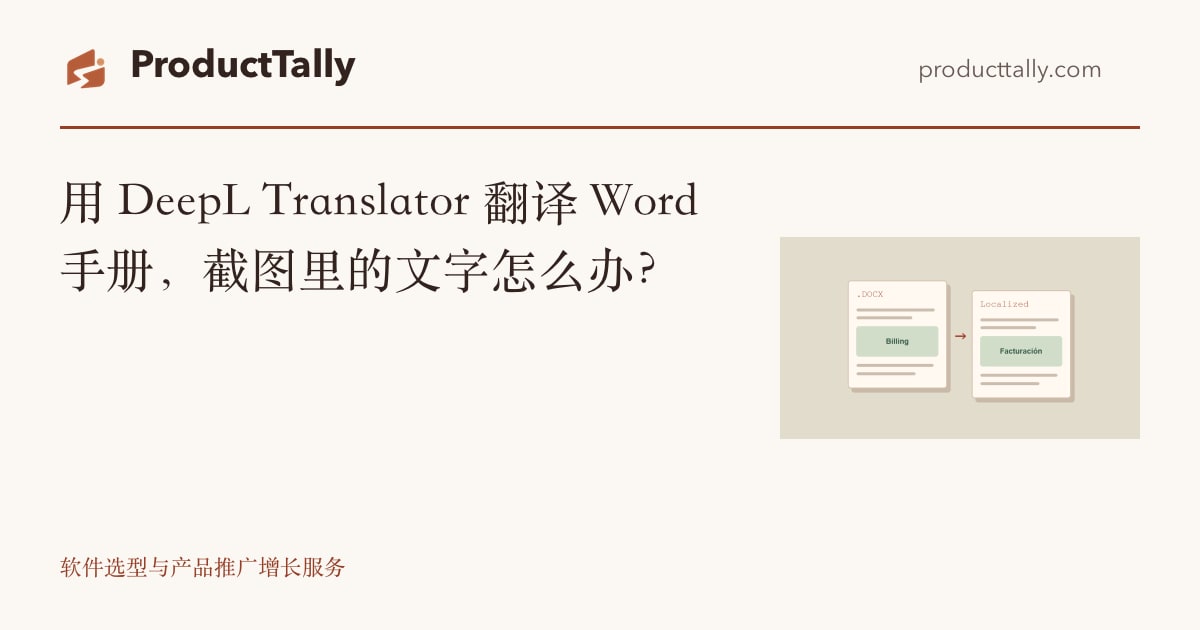 ProductTally
producttally.com
用 DeepL Translator 翻译 Word
手册，截图里的文字怎么办？
.DOCX
Billing
→
Localized
Facturación
软件选型与产品推广增长服务